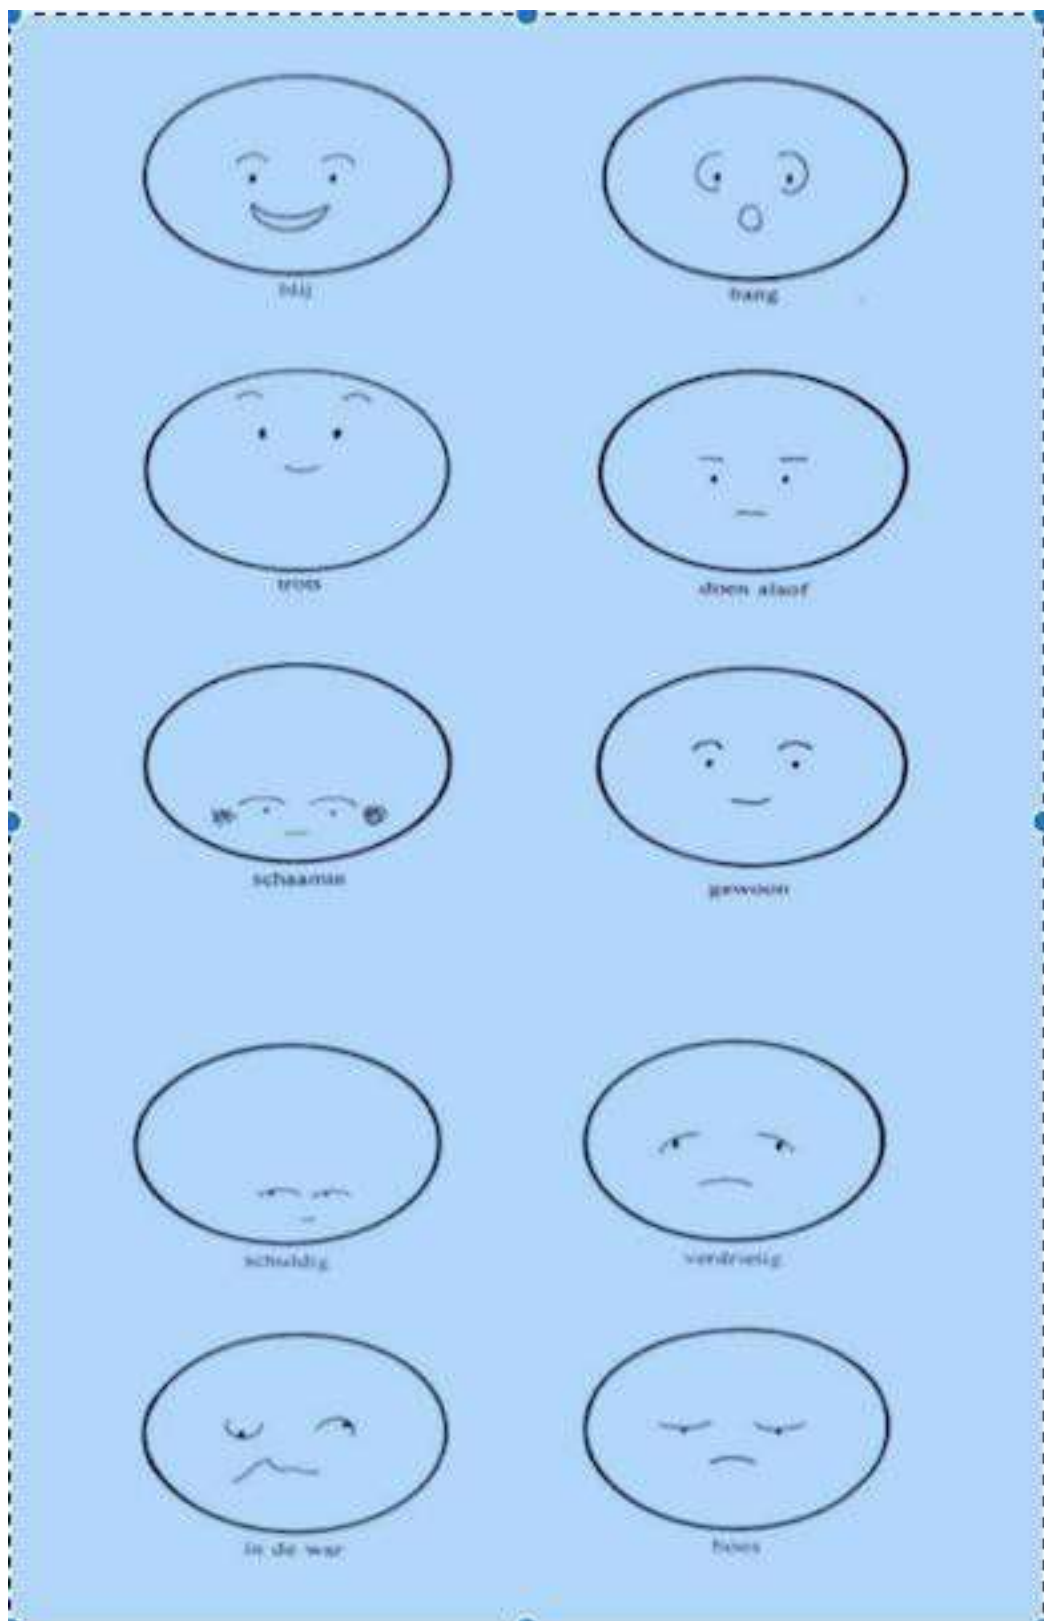 blij
bang
trots
doen alsof
schaamte
gewoon
schuldig
verdrietig
in de war
boos